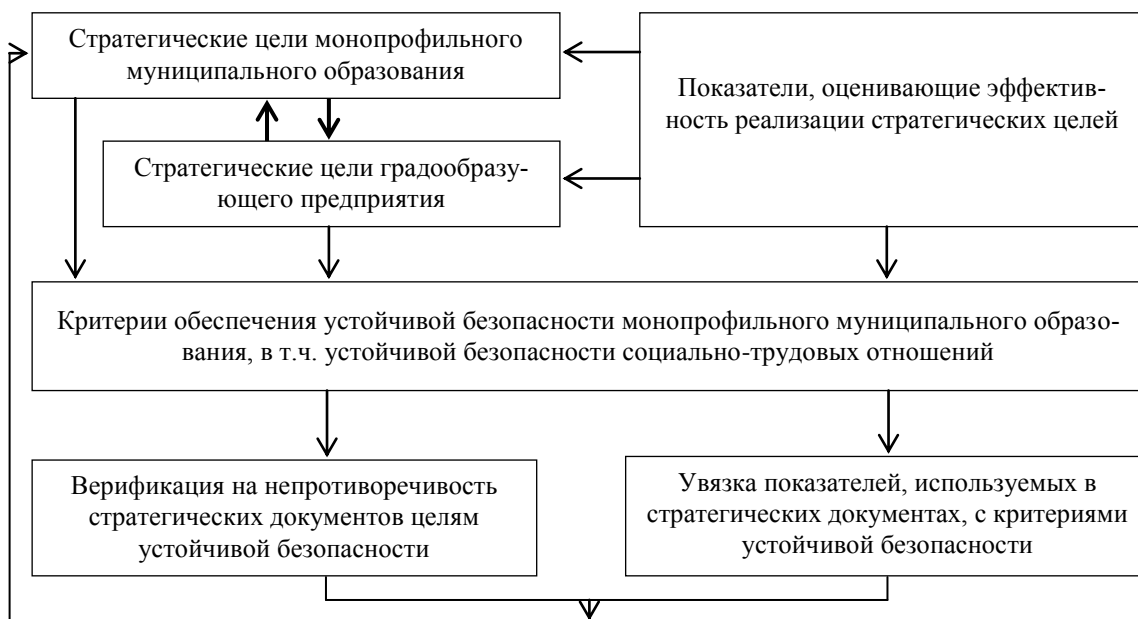 Стратегические цели монопрофильного
муниципального образования
Показатели, оценивающие эффектив-
ность реализации стратегических целей
Стратегические цели градообразу-
ющего предприятия
Критерии обеспечения устойчивой безопасности монопрофильного муниципального образо-
вания, в т.ч. устойчивой безопасности социально-трудовых отношений
Верификация на непротиворечивость
стратегических документов целям
устойчивой безопасности
Увязка показателей, используемых в
стратегических документах, с критериями
устойчивой безопасности